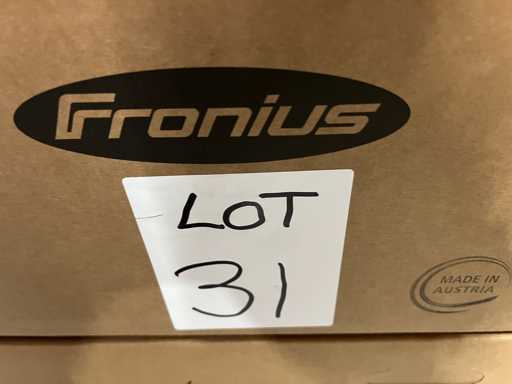 Fronius
LOT
31
MADE IN
AUSTRIA